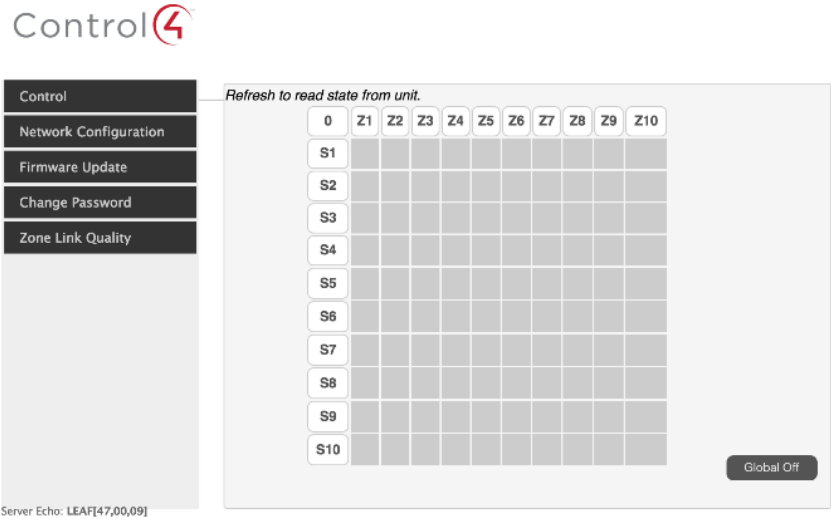 Control4
Control
Network Configuration
Firmware Update
Change Password
Zone Link Quality
Refresh to read state from unit.
0 Z1 Z2 Z3 Z4 Z5 Z6 Z7 Z8 Z9 Z10
S1
S2
S3
S4
S5
S6
S7
S8
S9
S10
Global Off
Server Echo: LEAF[47,00,09]